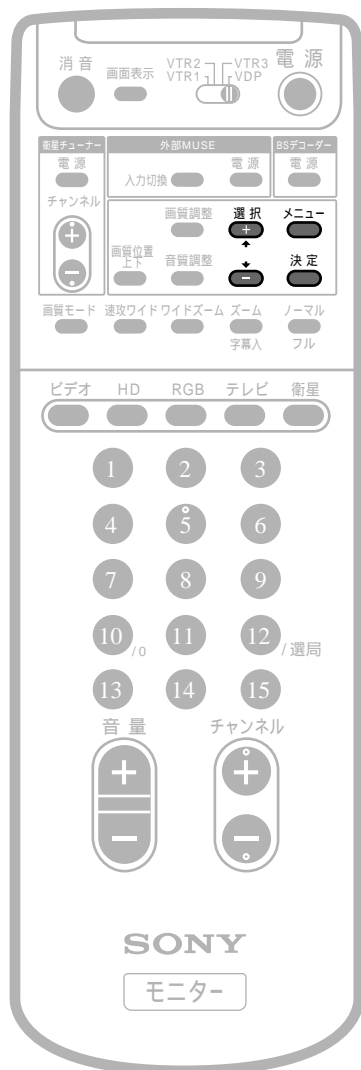 消音 画面表示 VTR2 VTR3 電源
VTR1 VDP
衛星チューナー 外部MUSE BSデコーダー
電源 入力切換 電源 電源
チャンネル 画質調整 選択 メニュー
+ +
画質位置
上下 音質調整 決定
− −
画質モード 速攻ワイド ワイドズーム ズーム ノーマル
字幕入 フル
ビデオ HD RGB テレビ 衛星
1 2 3
4 5 6
7 8 9
10/0 11 12/選局
13 14 15
音量 チャンネル
+ +
− −
SONY
モニター